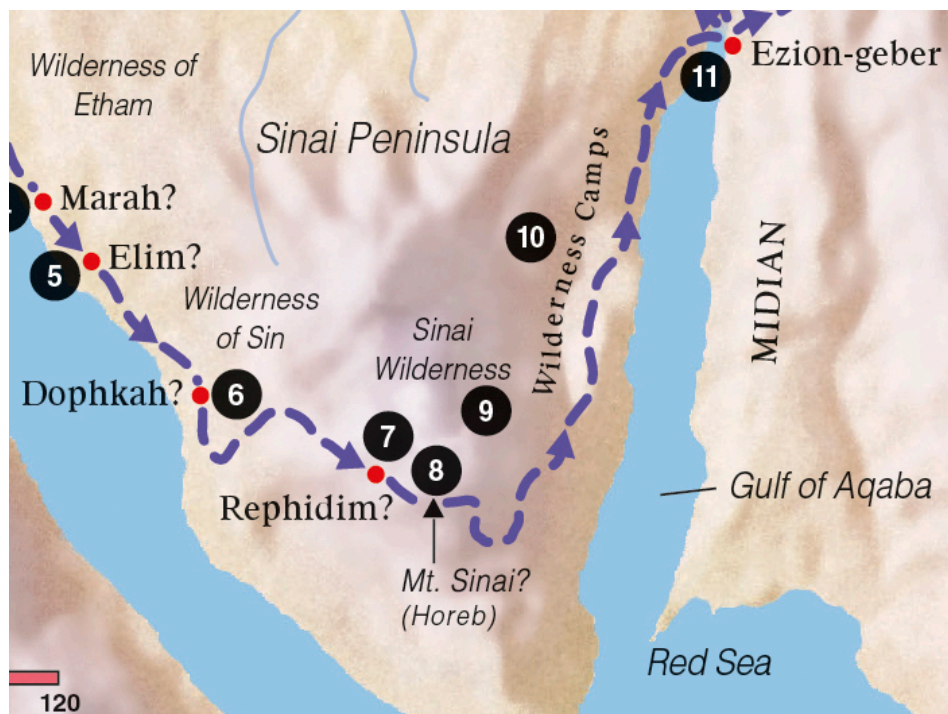 Wilderness of
Etham
Sinai Peninsula
Ezion-geber
11
Marah?
Elim?
5
10
Wilderness Camps
MIDIAN
Wilderness
of Sin
Sinai
Wilderness
Dophkah?
6
9
7
8
Rephidim?
Gulf of Aqaba
Mt. Sinai?
(Horeb)
Red Sea
120